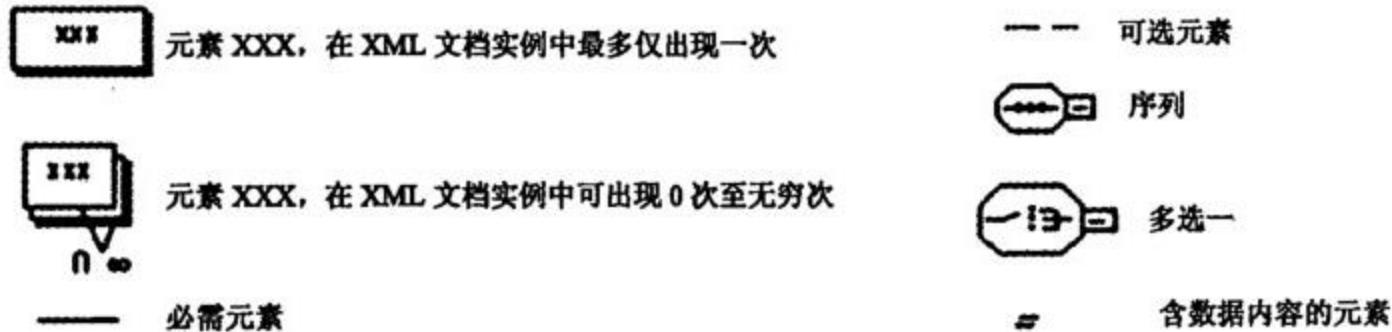 XXX 元素 XXX，在 XML 文档实例中最多仅出现一次
XXX 元素 XXX，在 XML 文档实例中可出现 0 次至无穷次
0 ∞
必需元素
可选元素
序列
多选一
含数据内容的元素